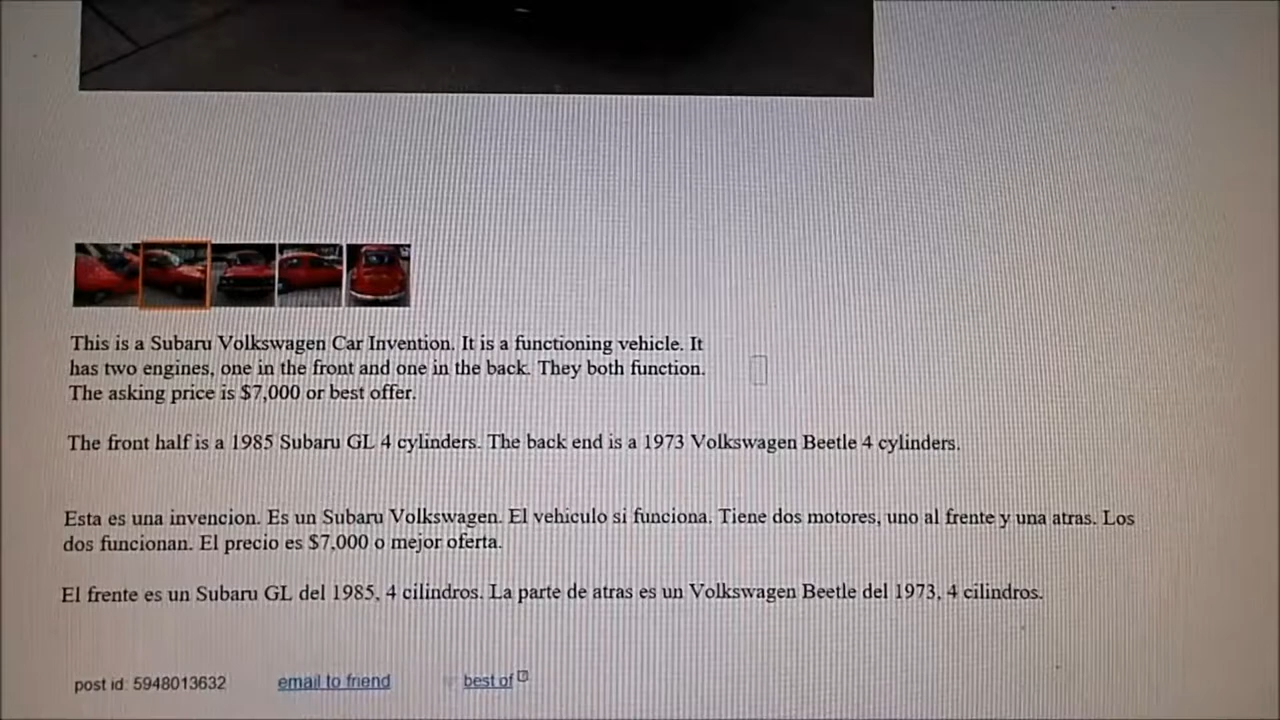 This is a Subaru Volkswagen Car Invention. It is a functioning vehicle. It
has two engines, one in the front and one in the back. They both function.
The asking price is $7,000 or best offer.
The front half is a 1985 Subaru GL 4 cylinders. The back end is a 1973 Volkswagen Beetle 4 cylinders.
Esta es una invencion. Es un Subaru Volkswagen. El vehiculo si funciona. Tiene dos motores, uno al frente y una atras. Los
dos funcionan. El precio es $7,000 o mejor oferta.
El frente es un Subaru GL del 1985, 4 cilindros. La parte de atras es un Volkswagen Beetle del 1973, 4 cilindros.
post id: 5948013632 email to friend best of [?]